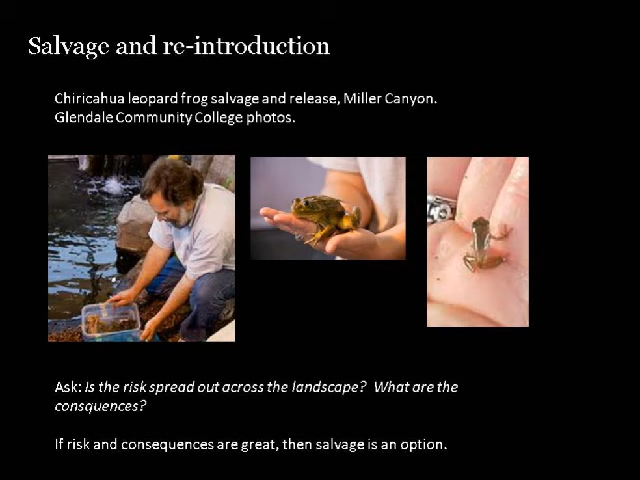 Salvage and re-introduction
Chiricahua leopard frog salvage and release, Miller Canyon.
Glendale Community College photos.
Ask: Is the risk spread out across the landscape? What are the
consquences?
If risk and consequences are great, then salvage is an option.